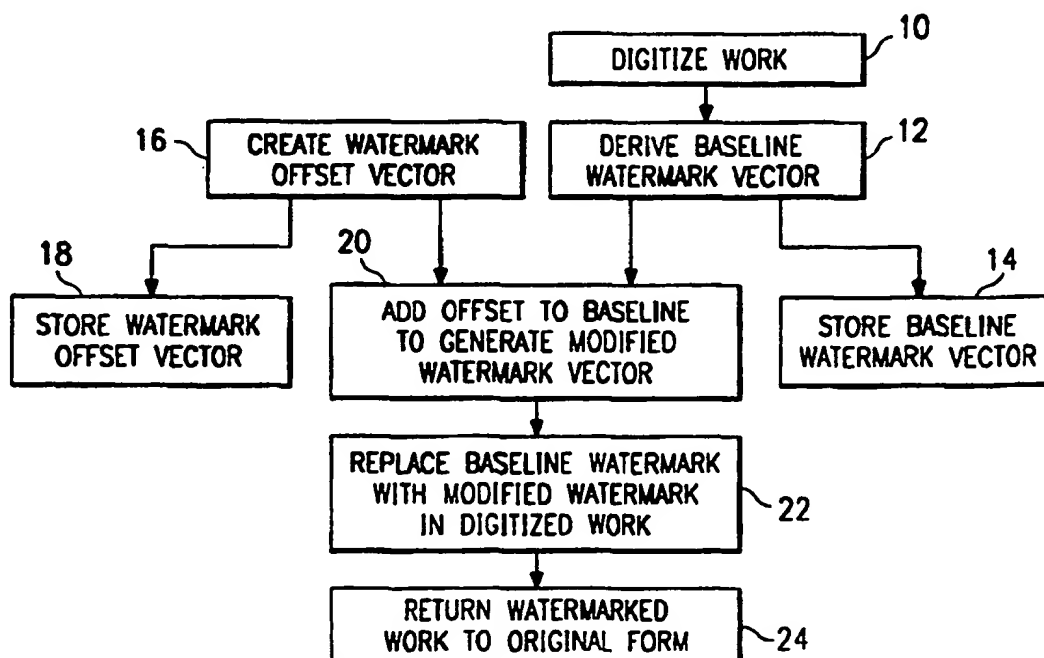 10
DIGITIZE WORK
16
CREATE WATERMARK
OFFSET VECTOR
DERIVE BASELINE
WATERMARK VECTOR
12
18
STORE WATERMARK
OFFSET VECTOR
20
ADD OFFSET TO BASELINE
TO GENERATE MODIFIED
WATERMARK VECTOR
14
STORE BASELINE
WATERMARK VECTOR
REPLACE BASELINE WATERMARK
WITH MODIFIED WATERMARK
IN DIGITIZED WORK
22
RETURN WATERMARKED
WORK TO ORIGINAL FORM
24